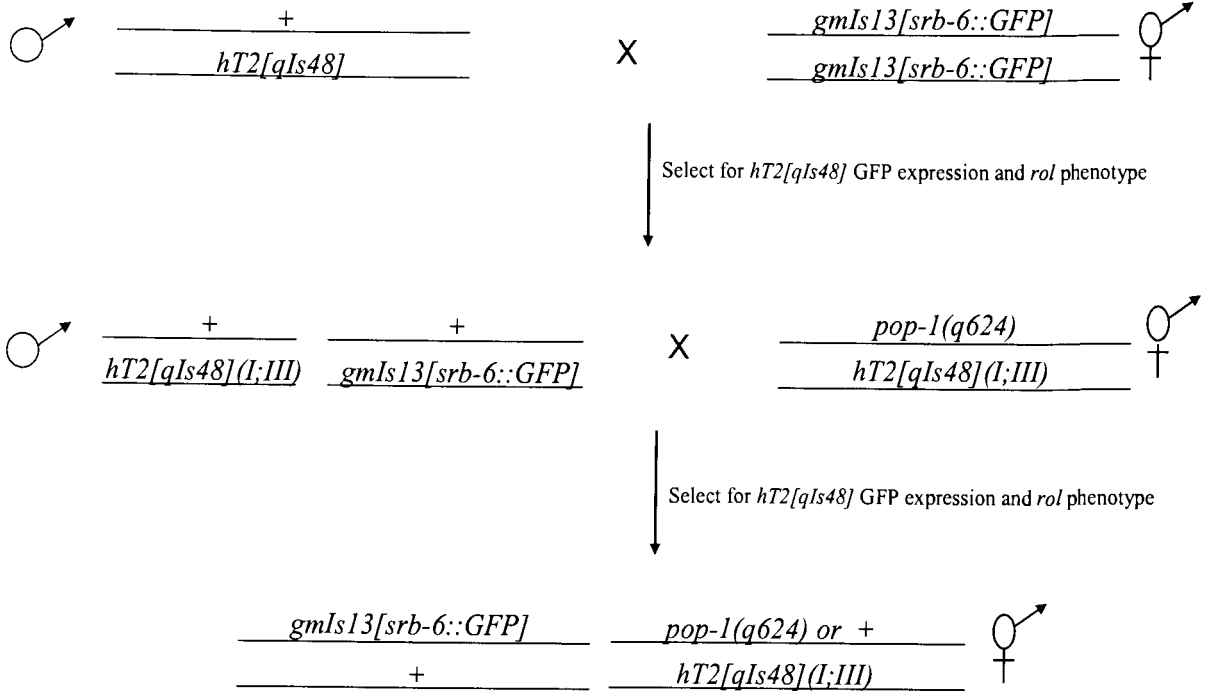 +
hT2[qIs48]
X
gmIs13[srb-6::GFP]
gmIs13[srb-6::GFP]
Select for hT2[qIs48] GFP expression and rol phenotype
+
hT2[qIs48](I;III)
+
gmIs13[srb-6::GFP]
X
pop-1(q624)
hT2[qIs48](I;III)
Select for hT2[qIs48] GFP expression and rol phenotype
gmIs13[srb-6::GFP]
+
pop-1(q624) or +
hT2[qIs48](I;III)